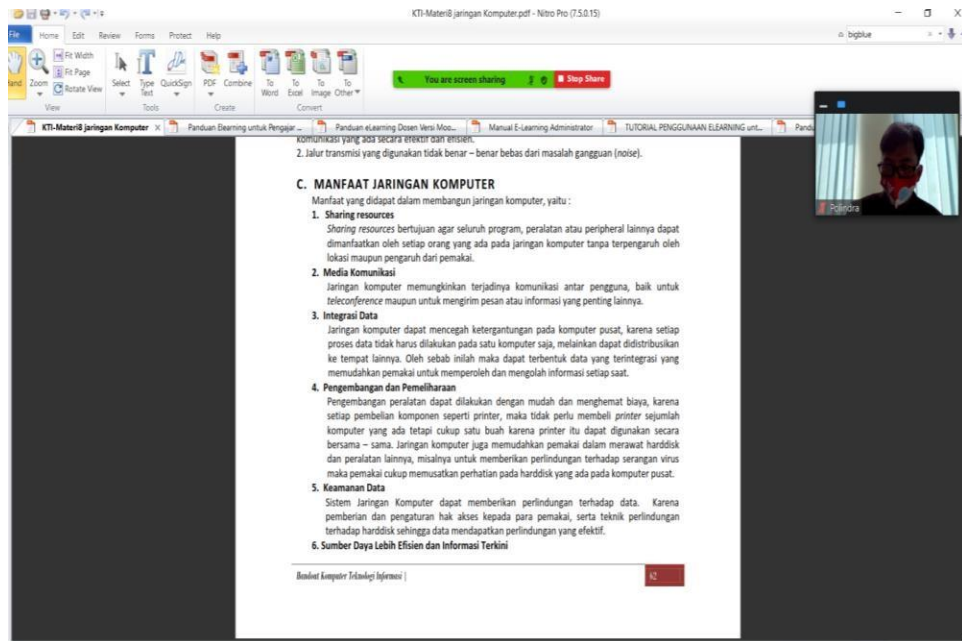 KTI-Materi8 jaringan Komputer.pdf - Nitro Pro (7.5.0.15)
File Home Edit Review Forms Protect Help
bigblue
Hand Zoom Fit Width Fit Page Rotate View
Select Type Text QuickSign PDF Combine To Word To Excel To Image To Other
View Tools Create Convert
You are screen sharing Stop Share
KTI-Materi8 jaringan Komputer Panduan Elearning untuk Pengajar ... Panduan eLearning Dosen Versi Moo... Manual E-Learning Administrator TUTORIAL PENGGUNAAN ELEARNING unt... Pandu
Polindra
komunikasi yang ada secara efektif dan efisien.
2. Jalur transmisi yang digunakan tidak benar – benar bebas dari masalah gangguan (noise).
C. MANFAAT JARINGAN KOMPUTER
Manfaat yang didapat dalam membangun jaringan komputer, yaitu :
1. Sharing resources
Sharing resources bertujuan agar seluruh program, peralatan atau peripheral lainnya dapat
dimanfaatkan oleh setiap orang yang ada pada jaringan komputer tanpa terpengaruh oleh
lokasi maupun pengaruh dari pemakai.
2. Media Komunikasi
Jaringan komputer memungkinkan terjadinya komunikasi antar pengguna, baik untuk
teleconference maupun untuk mengirim pesan atau informasi yang penting lainnya.
3. Integrasi Data
Jaringan komputer dapat mencegah ketergantungan pada komputer pusat, karena setiap
proses data tidak harus dilakukan pada satu komputer saja, melainkan dapat didistribusikan
ke tempat lainnya. Oleh sebab inilah maka dapat terbentuk data yang terintegrasi yang
memudahkan pemakai untuk memperoleh dan mengolah informasi setiap saat.
4. Pengembangan dan Pemeliharaan
Pengembangan peralatan dapat dilakukan dengan mudah dan menghemat biaya, karena
setiap pembelian komponen seperti printer, maka tidak perlu membeli printer sejumlah
komputer yang ada tetapi cukup satu buah karena printer itu dapat digunakan secara
bersama – sama. Jaringan komputer juga memudahkan pemakai dalam merawat harddisk
dan peralatan lainnya, misalnya untuk memberikan perlindungan terhadap serangan virus
maka pemakai cukup memusatkan perhatian pada harddisk yang ada pada komputer pusat.
5. Keamanan Data
Sistem Jaringan Komputer dapat memberikan perlindungan terhadap data. Karena
pemberian dan pengaturan hak akses kepada para pemakai, serta teknik perlindungan
terhadap harddisk sehingga data mendapatkan perlindungan yang efektif.
6. Sumber Daya Lebih Efisien dan Informasi Terkini
Handout Komputer Teknologi Informasi | 82